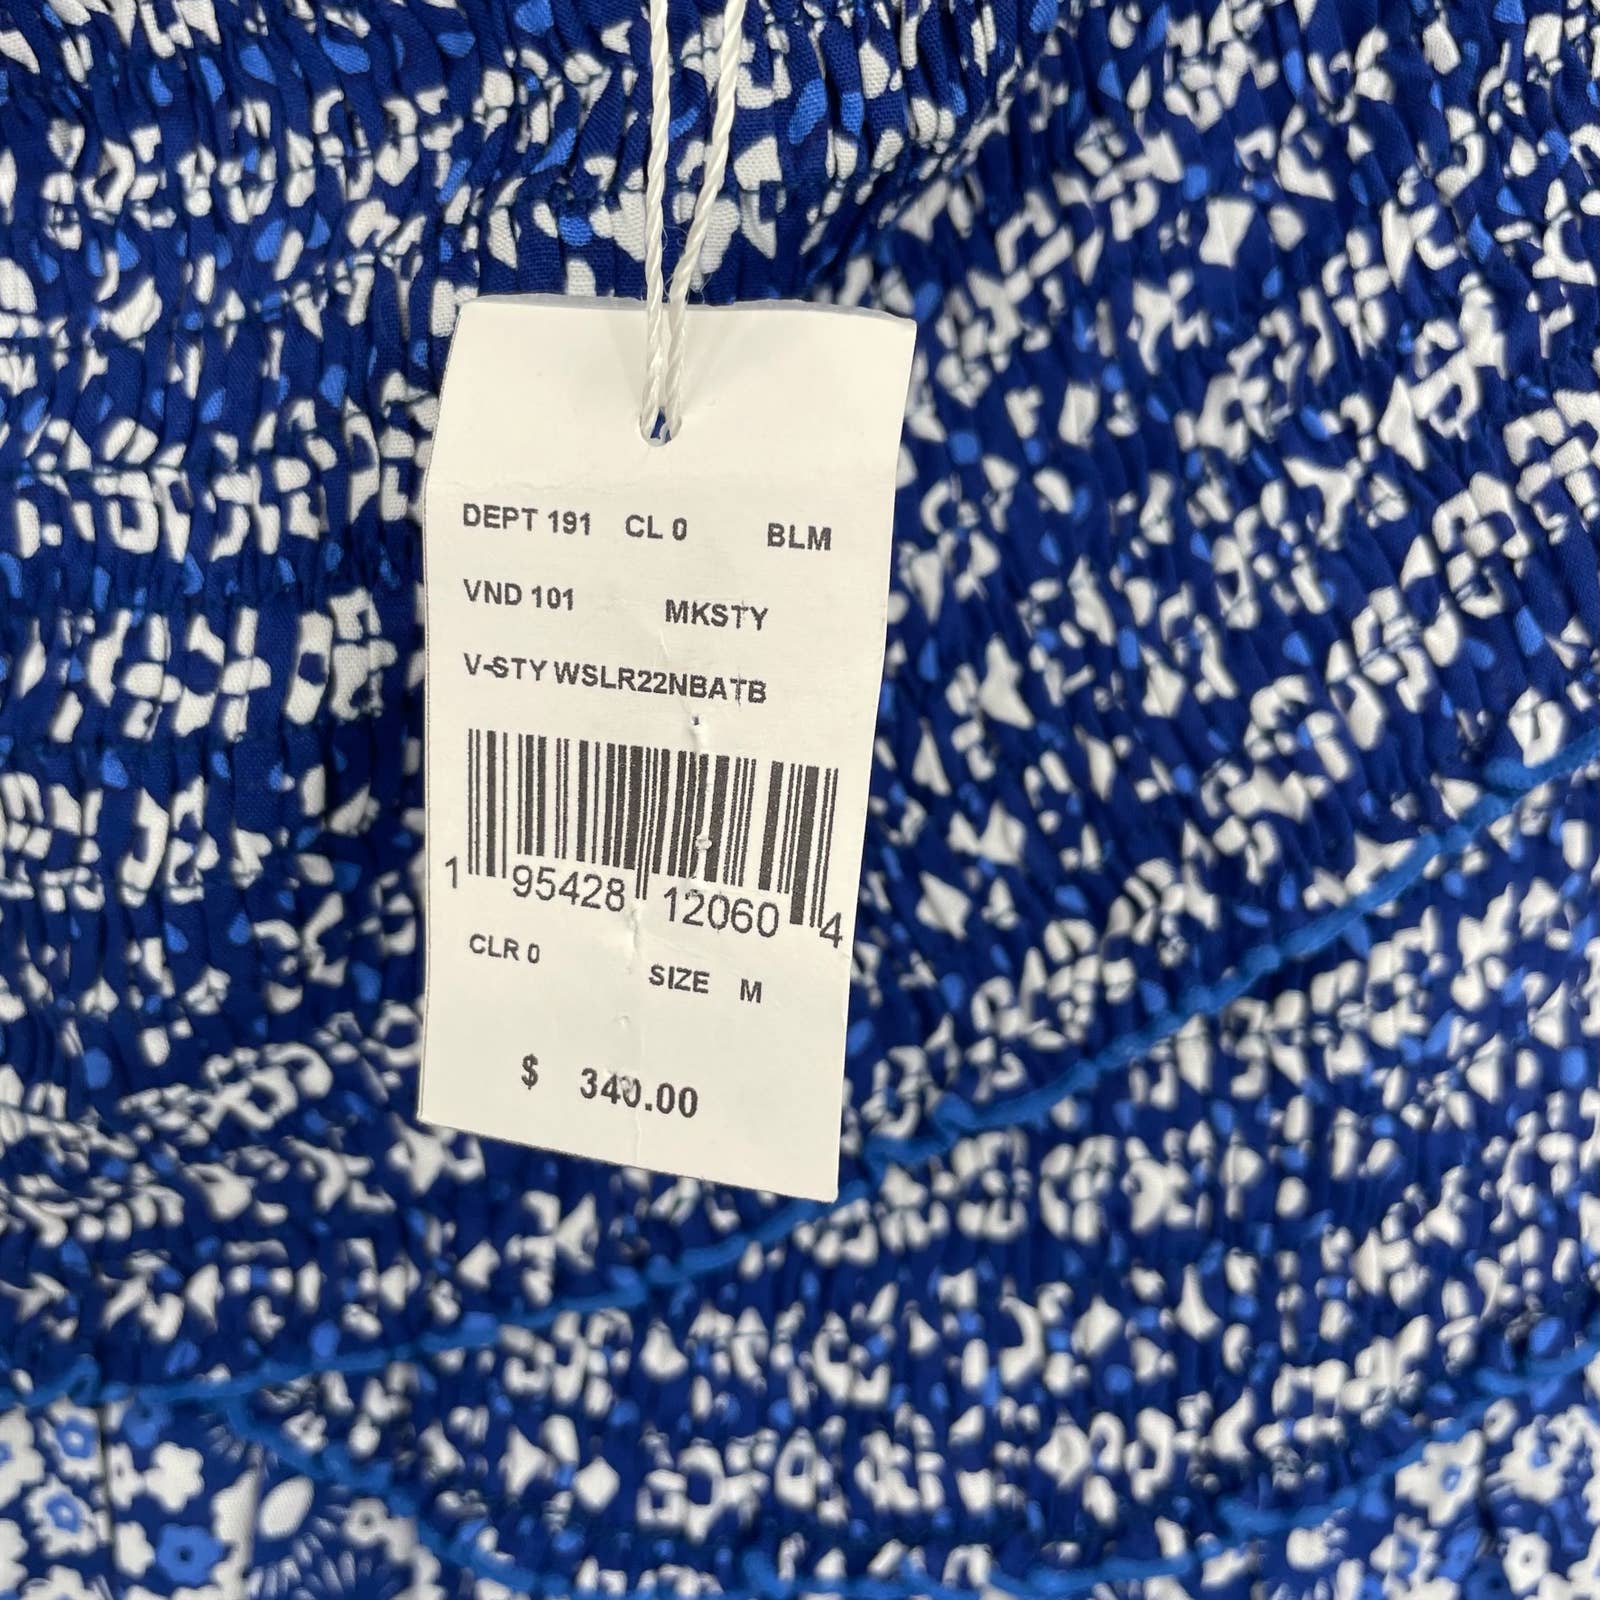 DEPT 191 CL 0 BLM
VND 101 MKSTY
V-STY WSLR22NBATB
1 95428 12060 4
CLR 0 SIZE M
$ 340.00